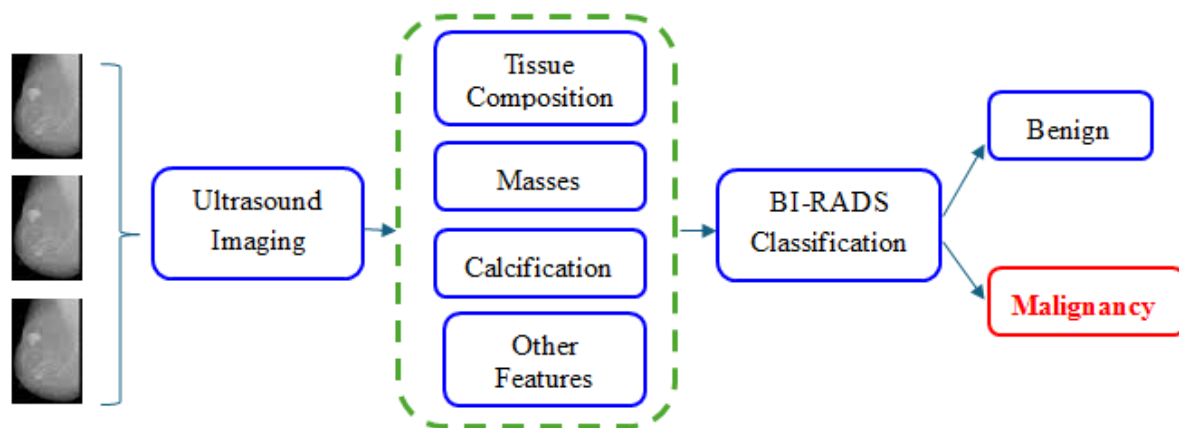 Ultrasound
Imaging
Tissue
Composition
Masses
Calcification
Other
Features
BI-RADS
Classification
Benign
Malignancy